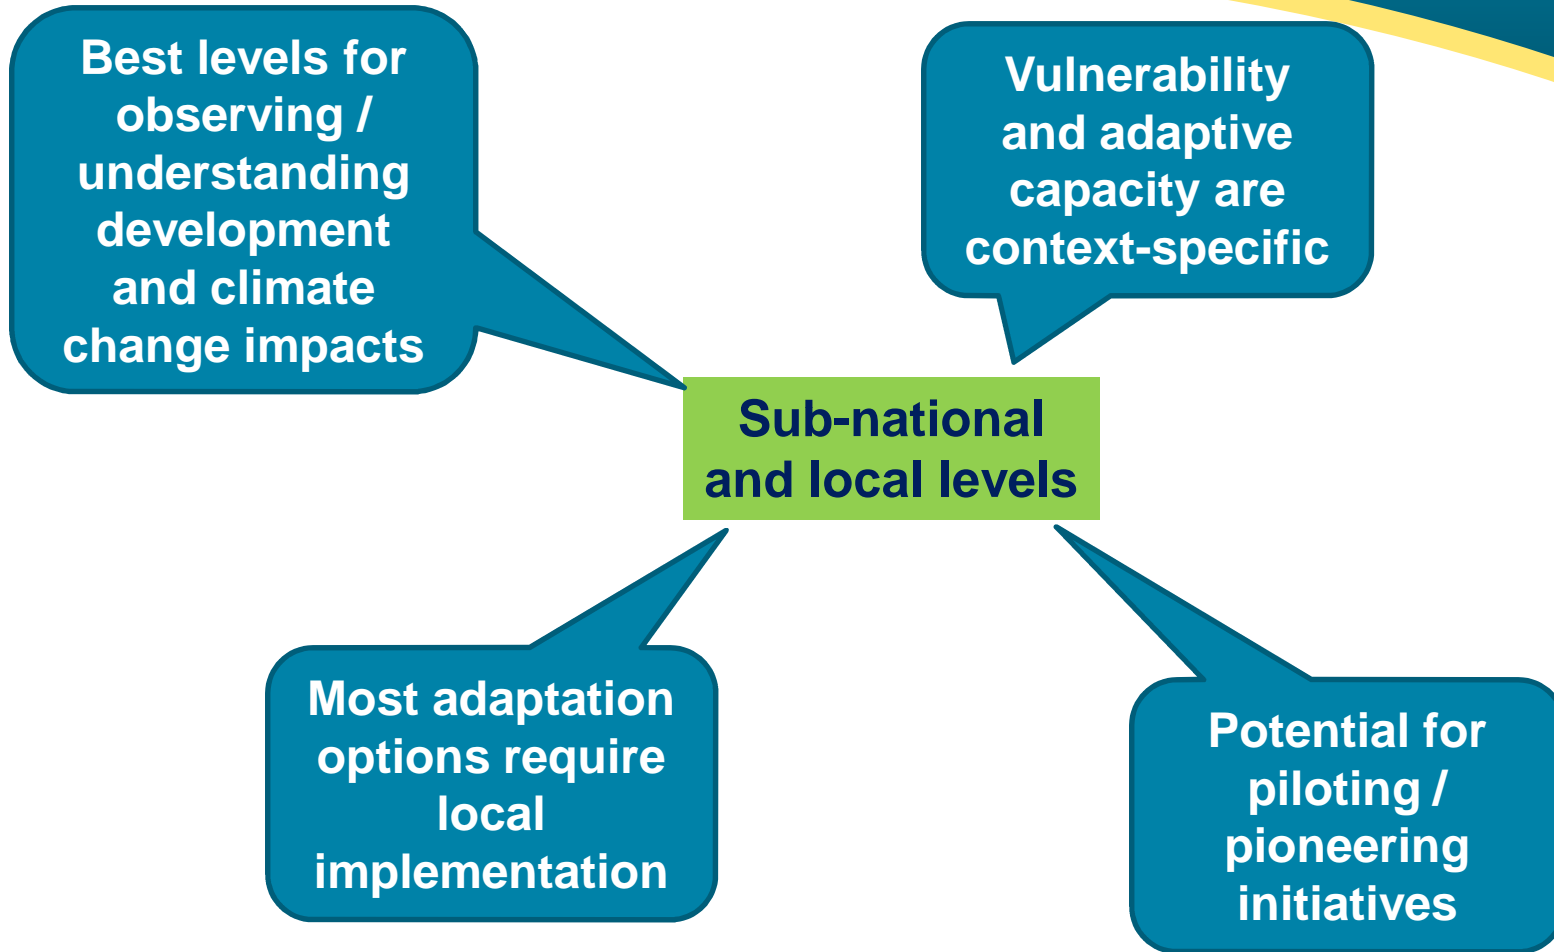 Best levels for
observing /
understanding
development
and climate
change impacts
Vulnerability
and adaptive
capacity are
context-specific
Sub-national
and local levels
Most adaptation
options require
local
implementation
Potential for
piloting /
pioneering
initiatives